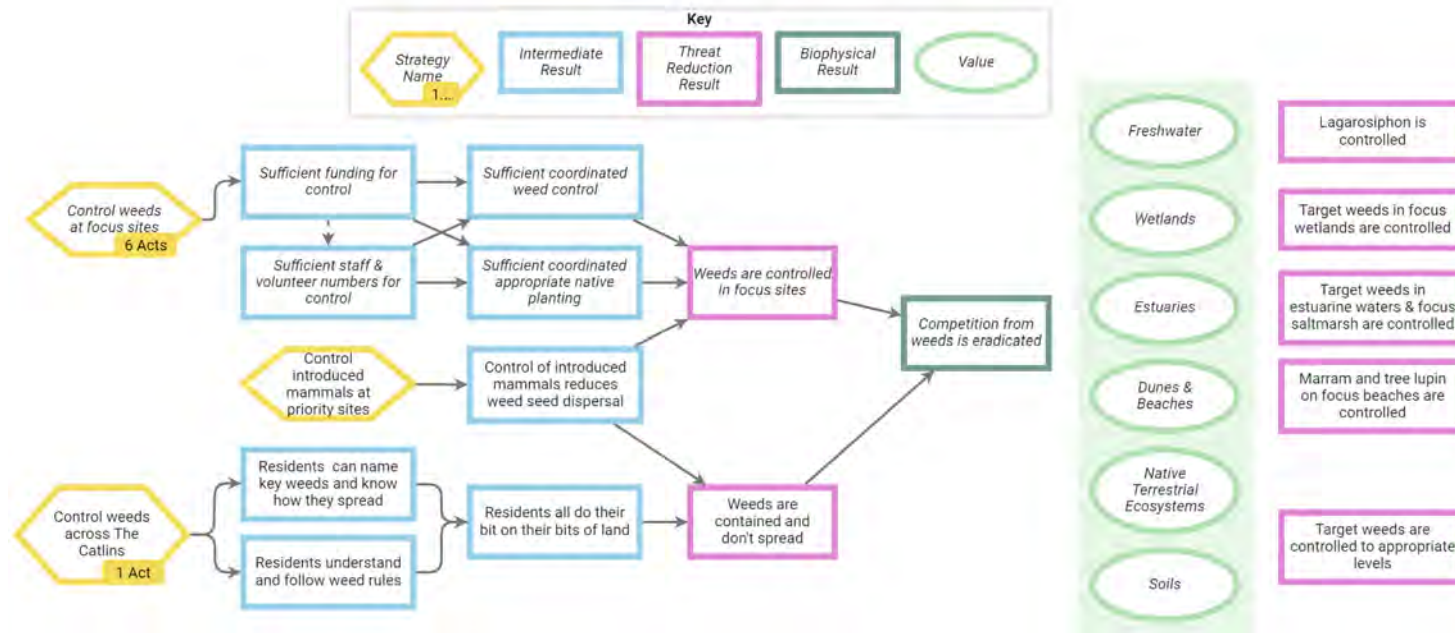 Key
Strategy
Name
1...
Intermediate
Result
Threat
Reduction
Result
Biophysical
Result
Value
Control weeds
at focus sites
6 Acts
Sufficient funding for
control
Sufficient coordinated
weed control
Sufficient staff &
volunteer numbers for
control
Sufficient coordinated
appropriate native
planting
Weeds are controlled
in focus sites
Competition from
weeds is eradicated
Control
introduced
mammals at
priority sites
Control of introduced
mammals reduces
weed seed dispersal
Control weeds
across The
Catlins
1 Act
Residents can name
key weeds and know
how they spread
Residents understand
and follow weed rules
Residents all do their
bit on their bits of land
Weeds are
contained and
don't spread
Freshwater
Lagarosiphon is
controlled
Wetlands
Target weeds in focus
wetlands are controlled
Estuaries
Target weeds in
estuarine waters & focus
saltmarsh are controlled
Dunes &
Beaches
Marram and tree lupin
on focus beaches are
controlled
Native
Terrestrial
Ecosystems
Soils
Target weeds are
controlled to appropriate
levels